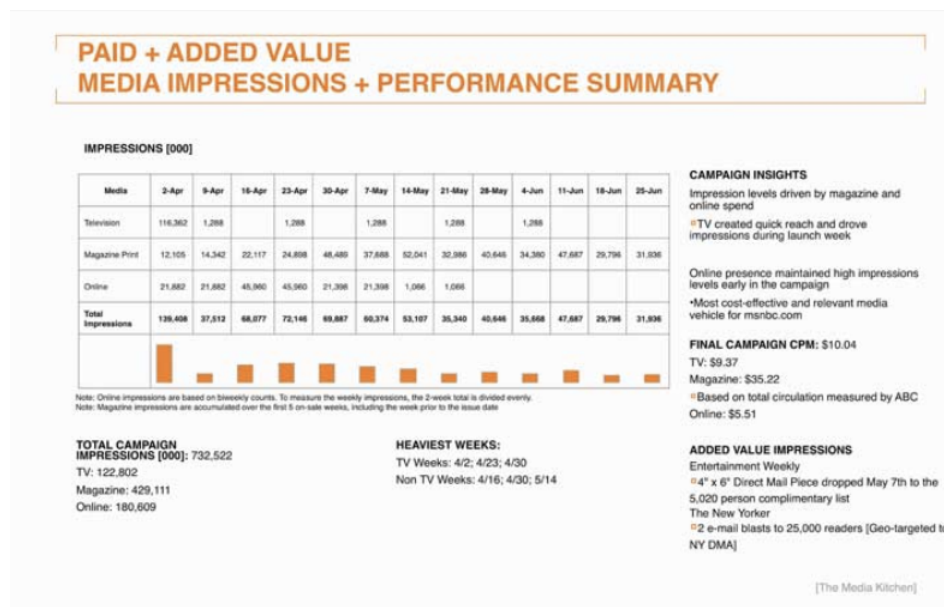 PAID + ADDED VALUE
MEDIA IMPRESSIONS + PERFORMANCE SUMMARY
IMPRESSIONS [000]
Media 2-Apr 9-Apr 16-Apr 23-Apr 30-Apr 7-May 14-May 21-May 28-May 4-Jun 11-Jun 18-Jun 25-Jun
Television 116,362 1,288 1,288 1,288 1,288 1,288
Magazine Print 12,105 14,342 22,117 24,898 48,489 37,688 52,041 32,986 40,646 34,380 47,687 29,796 31,936
Online 21,882 21,882 45,960 45,960 21,398 21,398 1,066 1,066
Total
Impressions 139,408 37,512 68,077 72,146 69,887 60,374 53,107 35,340 40,646 35,668 47,687 29,796 31,936
Note: Online impressions are based on biweekly counts. To measure the weekly impressions, the 2-week total is divided evenly.
Note: Magazine impressions are accumulated over the first 5 on-sale weeks, including the week prior to the issue date
TOTAL CAMPAIGN
IMPRESSIONS [000]: 732,522
TV: 122,802
Magazine: 429,111
Online: 180,609
HEAVIEST WEEKS:
TV Weeks: 4/2; 4/23; 4/30
Non TV Weeks: 4/16; 4/30; 5/14
CAMPAIGN INSIGHTS
Impression levels driven by magazine and
online spend
▫TV created quick reach and drove
impressions during launch week
Online presence maintained high impressions
levels early in the campaign
•Most cost-effective and relevant media
vehicle for msnbc.com
FINAL CAMPAIGN CPM: $10.04
TV: $9.37
Magazine: $35.22
▫Based on total circulation measured by ABC
Online: $5.51
ADDED VALUE IMPRESSIONS
Entertainment Weekly
▫4" x 6" Direct Mail Piece dropped May 7th to the
5,020 person complimentary list
The New Yorker
▫2 e-mail blasts to 25,000 readers [Geo-targeted to
NY DMA]
[The Media Kitchen]